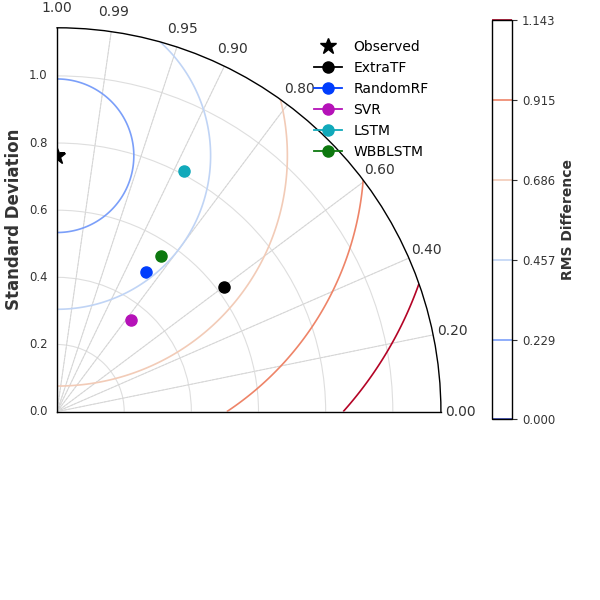 1.00
0.99
0.95
0.90
0.80
0.60
0.40
0.20
0.00
Standard Deviation
1.0
0.8
0.6
0.4
0.2
0.0
Observed
ExtraTF
RandomRF
SVR
LSTM
WBBLSTM
1.143
0.915
0.686
0.457
0.229
0.000
RMS Difference